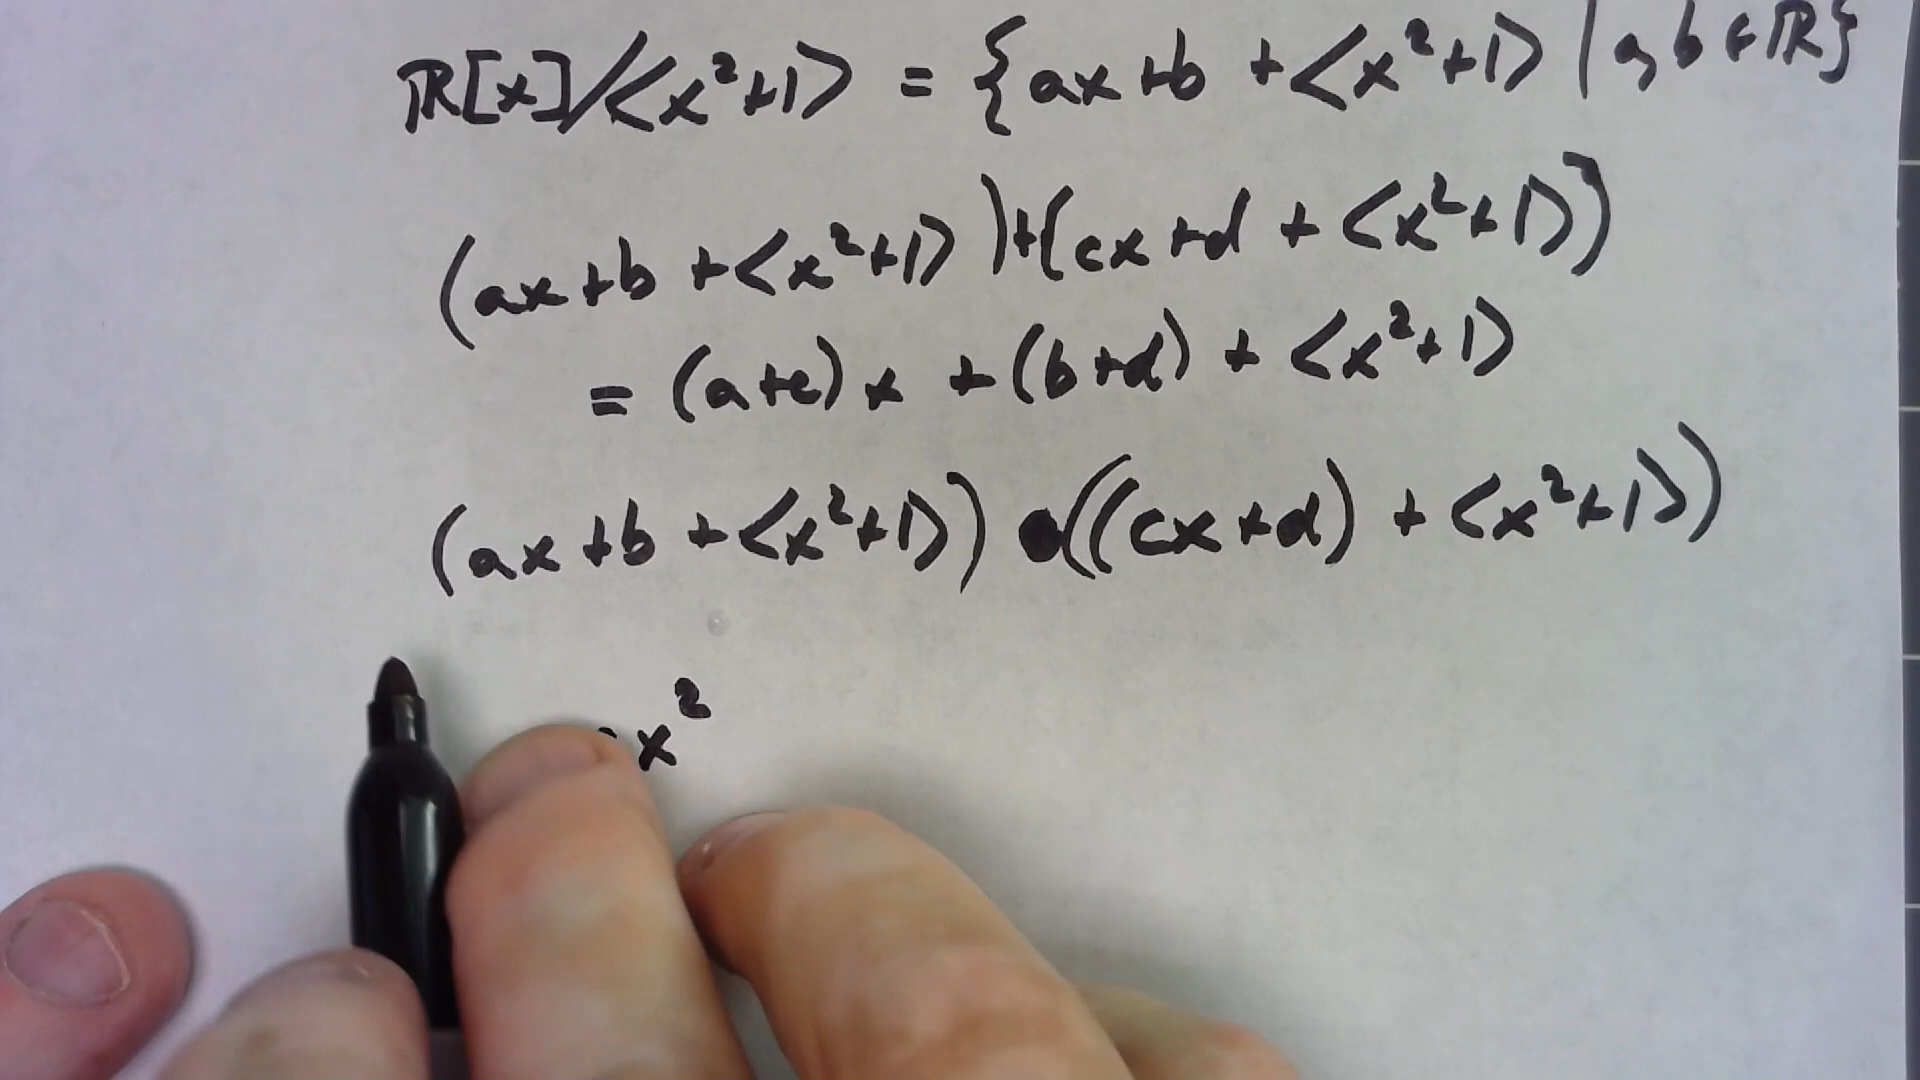 ℝ[x]/<x²+1> = {ax+b +<x²+1> | a,b ∈ ℝ}
(ax+b +<x²+1>)+(cx+d + <x²+1>)
= (a+c)x +(b+d) + <x²+1>
(ax+b +<x²+1>) •((cx+d) + <x²+1>)
x²